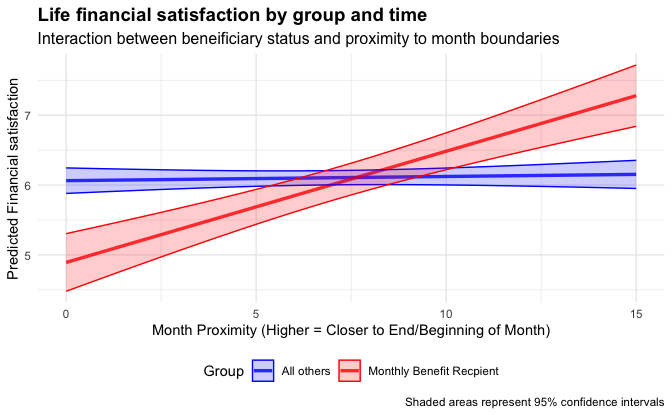 Life financial satisfaction by group and time
Interaction between beneificiary status and proximity to month boundaries
Predicted Financial satisfaction
7
6
5
0 5 10 15
Month Proximity (Higher = Closer to End/Beginning of Month)
Group All others Monthly Benefit Recpient
Shaded areas represent 95% confidence intervals